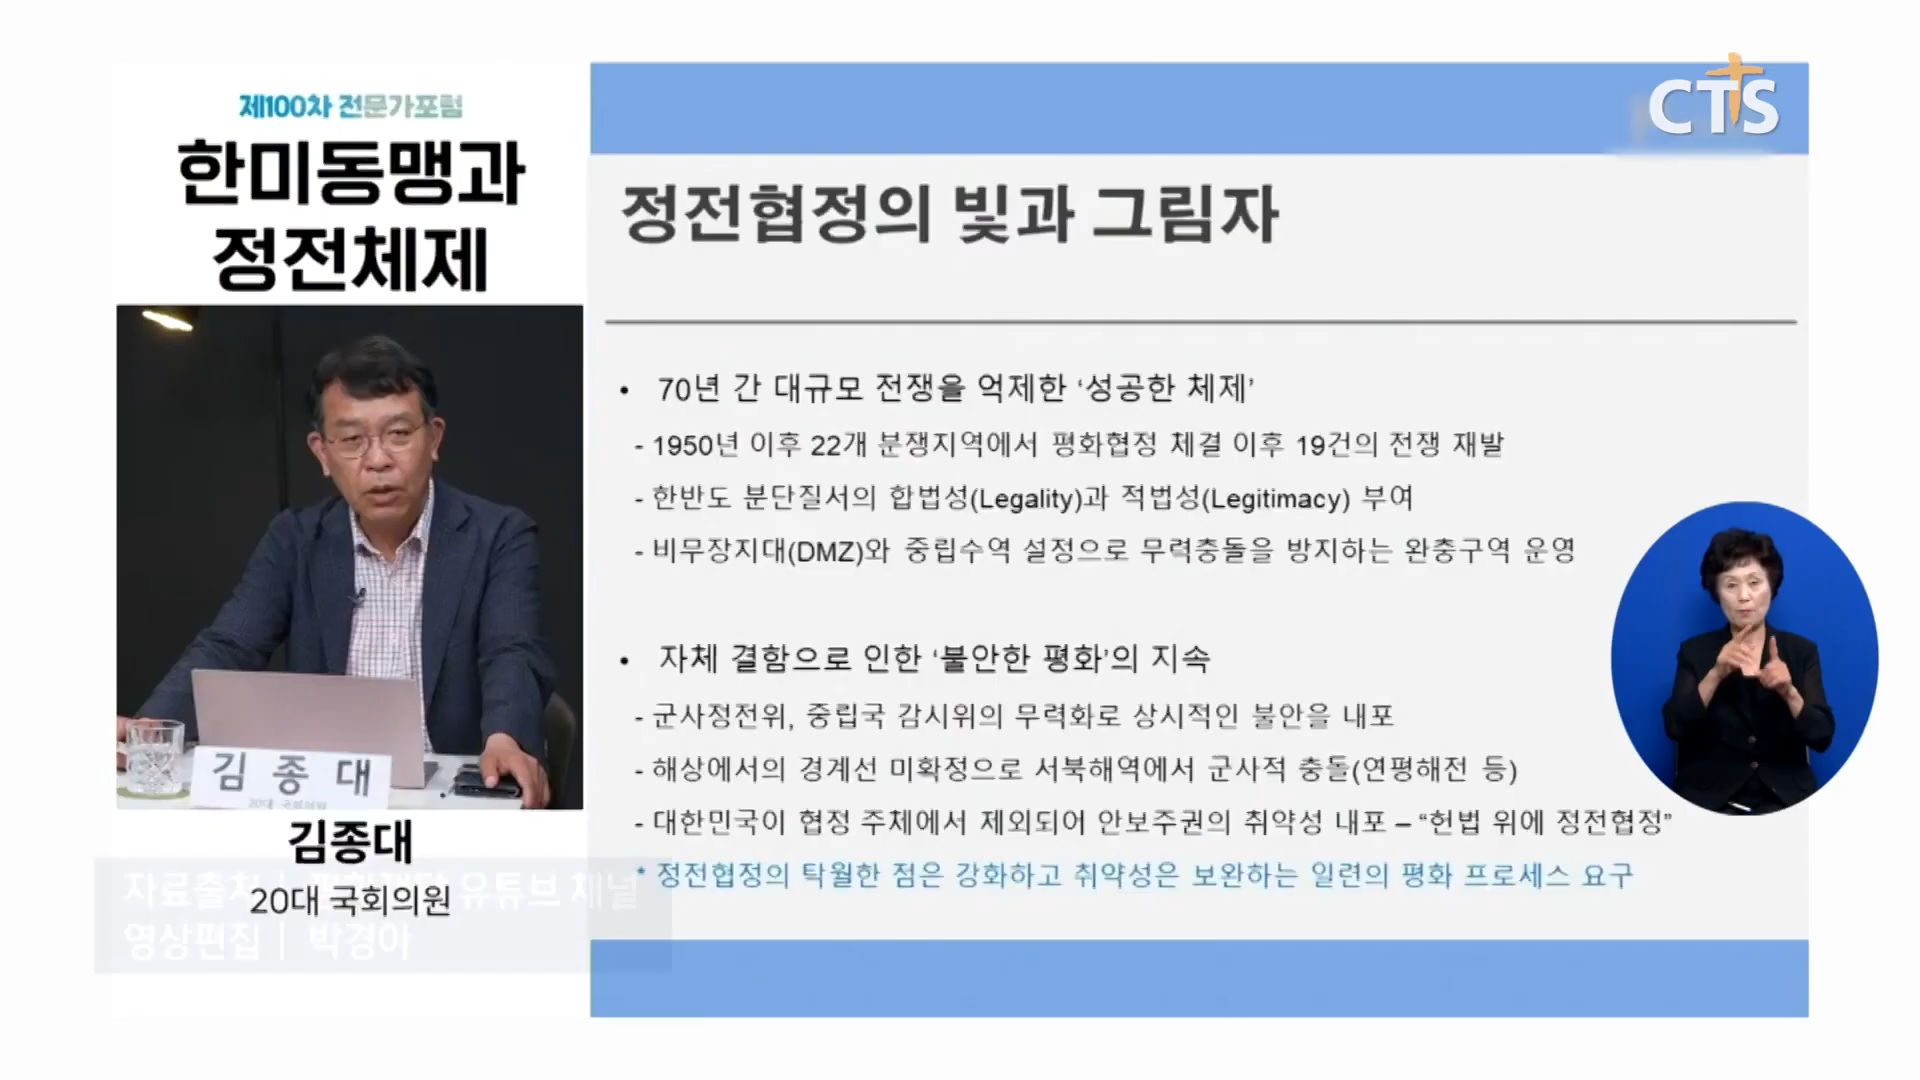 제100차 전문가포럼
한미동맹과
정전체제
CTS
정전협정의 빛과 그림자
• 70년 간 대규모 전쟁을 억제한 ‘성공한 체제’
- 1950년 이후 22개 분쟁지역에서 평화협정 체결 이후 19건의 전쟁 재발
- 한반도 분단질서의 합법성(Legality)과 적법성(Legitimacy) 부여
- 비무장지대(DMZ)와 중립수역 설정으로 무력충돌을 방지하는 완충구역 운영
• 자체 결함으로 인한 ‘불안한 평화’의 지속
- 군사정전위, 중립국 감시위의 무력화로 상시적인 불안을 내포
- 해상에서의 경계선 미확정으로 서북해역에서 군사적 충돌(연평해전 등)
- 대한민국이 협정 주체에서 제외되어 안보주권의 취약성 내포 – “헌법 위에 정전협정”
* 정전협정의 탁월한 점은 강화하고 취약성은 보완하는 일련의 평화 프로세스 요구
김 종 대
20대 국회의원
김종대
20대 국회의원
자료출처 유튜브 채널
영상편집 | 박경아